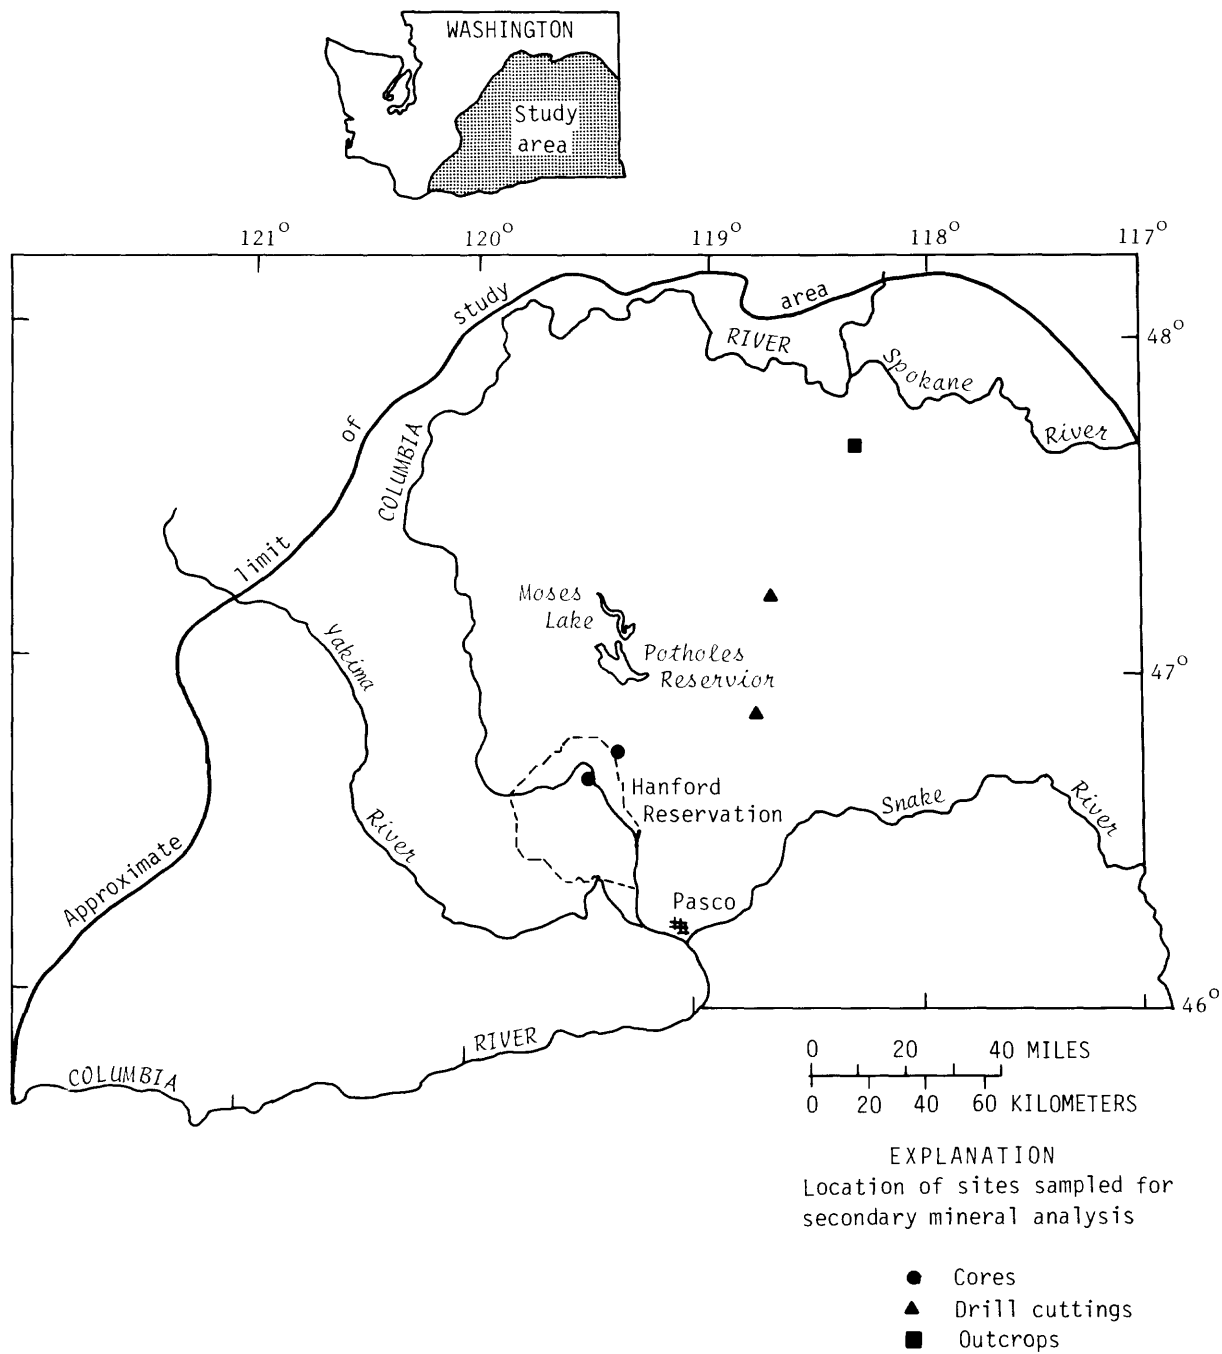 WASHINGTON
Study
area
121°
120°
119°
118°
117°
study
area
RIVER
48°
Spokane
River
of
COLUMBIA
limit
Moses
Lake
Yakima
Potholes
Reservior
47°
Hanford
Reservation
Snake
River
River
Approximate
Pasco
46°
RIVER
COLUMBIA
0 20 40 MILES
0 20 40 60 KILOMETERS
EXPLANATION
Location of sites sampled for
secondary mineral analysis
Cores
Drill cuttings
Outcrops